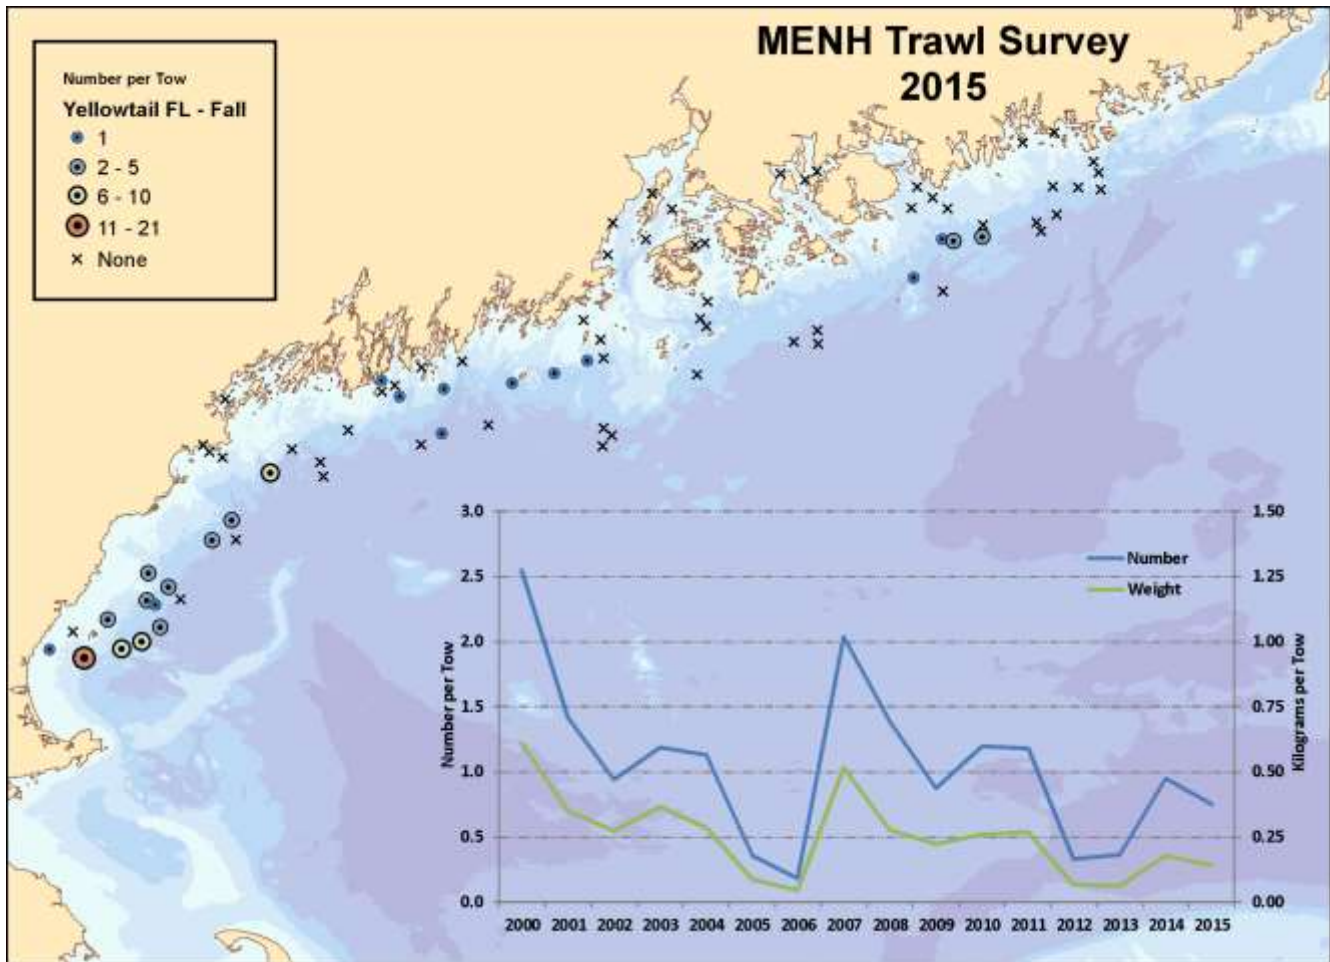 MENH Trawl Survey
2015
Number per Tow
Yellowtail FL - Fall
1
2 - 5
6 - 10
11 - 21
None
3.0
2.5
2.0
1.5
1.0
0.5
0.0
Number per Tow
1.50
1.25
1.00
0.75
0.50
0.25
0.00
Kilograms per Tow
Number
Weight
2000 2001 2002 2003 2004 2005 2006 2007 2008 2009 2010 2011 2012 2013 2014 2015